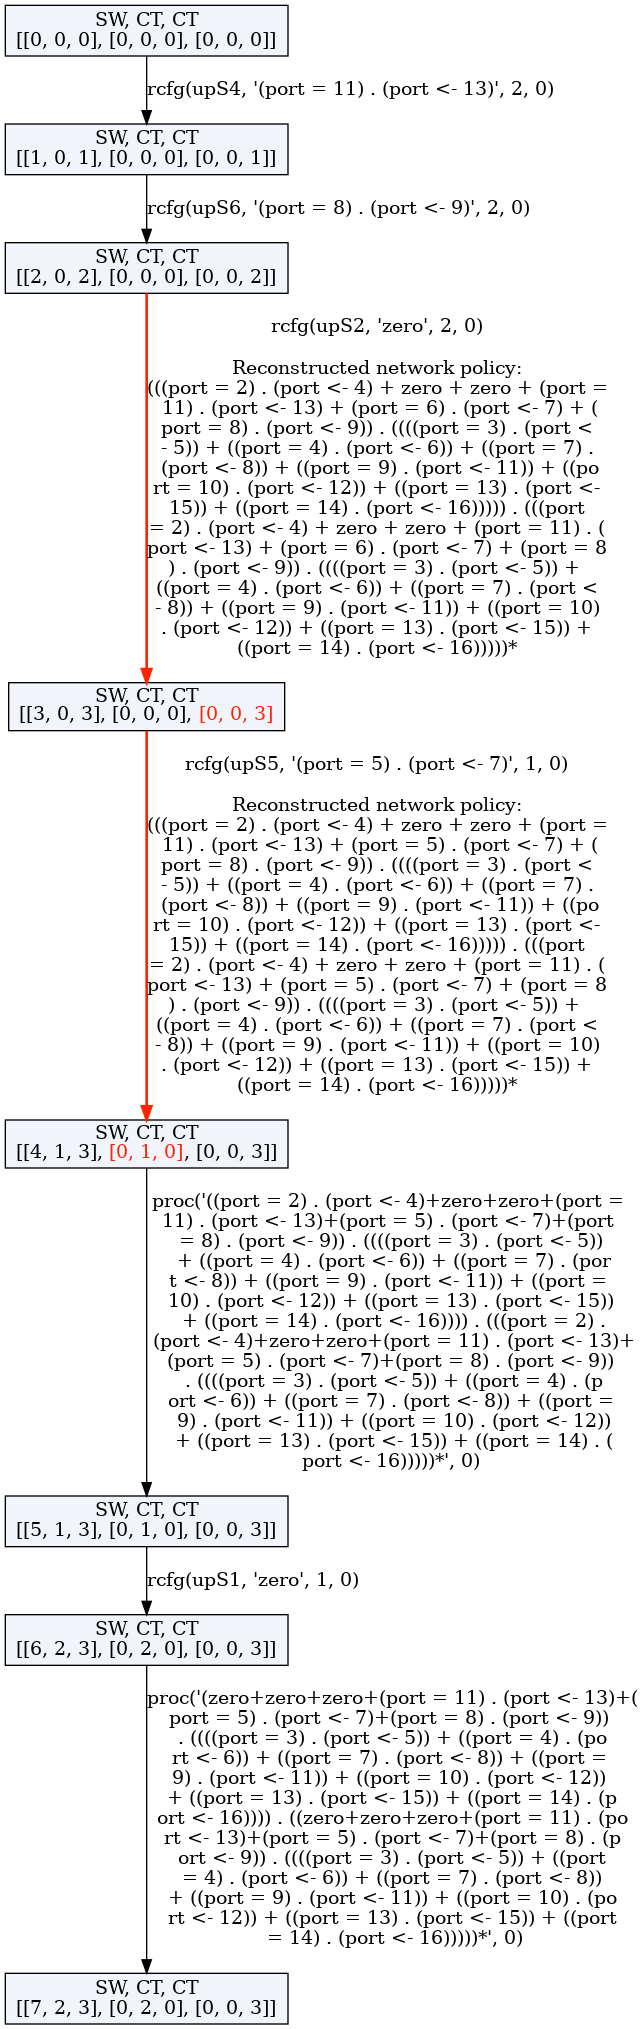 SW, CT, CT
[[0, 0, 0], [0, 0, 0], [0, 0, 0]]
rcfg(upS4, '(port = 11) . (port <- 13)', 2, 0)
SW, CT, CT
[[1, 0, 1], [0, 0, 0], [0, 0, 1]]
rcfg(upS6, '(port = 8) . (port <- 9)', 2, 0)
SW, CT, CT
[[2, 0, 2], [0, 0, 0], [0, 0, 2]]
rcfg(upS2, 'zero', 2, 0)
Reconstructed network policy:
(((port = 2) . (port <- 4) + zero + zero + (port =
11) . (port <- 13) + (port = 6) . (port <- 7) + (
port = 8) . (port <- 9)) . ((((port = 3) . (port <
- 5)) + ((port = 4) . (port <- 6)) + ((port = 7) .
(port <- 8)) + ((port = 9) . (port <- 11)) + ((po
rt = 10) . (port <- 12)) + ((port = 13) . (port <-
15)) + ((port = 14) . (port <- 16))))) . (((port
= 2) . (port <- 4) + zero + zero + (port = 11) . (
port <- 13) + (port = 6) . (port <- 7) + (port = 8
) . (port <- 9)) . ((((port = 3) . (port <- 5)) +
((port = 4) . (port <- 6)) + ((port = 7) . (port <
- 8)) + ((port = 9) . (port <- 11)) + ((port = 10)
. (port <- 12)) + ((port = 13) . (port <- 15)) +
((port = 14) . (port <- 16)))))*
SW, CT, CT
[[3, 0, 3], [0, 0, 0], [0, 0, 3]
rcfg(upS5, '(port = 5) . (port <- 7)', 1, 0)
Reconstructed network policy:
(((port = 2) . (port <- 4) + zero + zero + (port =
11) . (port <- 13) + (port = 5) . (port <- 7) + (
port = 8) . (port <- 9)) . ((((port = 3) . (port <
- 5)) + ((port = 4) . (port <- 6)) + ((port = 7) .
(port <- 8)) + ((port = 9) . (port <- 11)) + ((po
rt = 10) . (port <- 12)) + ((port = 13) . (port <-
15)) + ((port = 14) . (port <- 16))))) . (((port
= 2) . (port <- 4) + zero + zero + (port = 11) . (
port <- 13) + (port = 5) . (port <- 7) + (port = 8
) . (port <- 9)) . ((((port = 3) . (port <- 5)) +
((port = 4) . (port <- 6)) + ((port = 7) . (port <
- 8)) + ((port = 9) . (port <- 11)) + ((port = 10)
. (port <- 12)) + ((port = 13) . (port <- 15)) +
((port = 14) . (port <- 16)))))*
SW, CT, CT
[[4, 1, 3], [0, 1, 0], [0, 0, 3]]
proc('((port = 2) . (port <- 4)+zero+zero+(port =
11) . (port <- 13)+(port = 5) . (port <- 7)+(port
= 8) . (port <- 9)) . ((((port = 3) . (port <- 5))
+ ((port = 4) . (port <- 6)) + ((port = 7) . (por
t <- 8)) + ((port = 9) . (port <- 11)) + ((port =
10) . (port <- 12)) + ((port = 13) . (port <- 15))
+ ((port = 14) . (port <- 16)))) . (((port = 2) .
(port <- 4)+zero+zero+(port = 11) . (port <- 13)+
(port = 5) . (port <- 7)+(port = 8) . (port <- 9))
. ((((port = 3) . (port <- 5)) + ((port = 4) . (p
ort <- 6)) + ((port = 7) . (port <- 8)) + ((port =
9) . (port <- 11)) + ((port = 10) . (port <- 12))
+ ((port = 13) . (port <- 15)) + ((port = 14) . (
port <- 16)))))*', 0)
SW, CT, CT
[[5, 1, 3], [0, 1, 0], [0, 0, 3]]
rcfg(upS1, 'zero', 1, 0)
SW, CT, CT
[[6, 2, 3], [0, 2, 0], [0, 0, 3]]
proc('(zero+zero+zero+(port = 11) . (port <- 13)+(
port = 5) . (port <- 7)+(port = 8) . (port <- 9))
. ((((port = 3) . (port <- 5)) + ((port = 4) . (po
rt <- 6)) + ((port = 7) . (port <- 8)) + ((port =
9) . (port <- 11)) + ((port = 10) . (port <- 12))
+ ((port = 13) . (port <- 15)) + ((port = 14) . (p
ort <- 16)))) . ((zero+zero+zero+(port = 11) . (po
rt <- 13)+(port = 5) . (port <- 7)+(port = 8) . (p
ort <- 9)) . ((((port = 3) . (port <- 5)) + ((port
= 4) . (port <- 6)) + ((port = 7) . (port <- 8))
+ ((port = 9) . (port <- 11)) + ((port = 10) . (po
rt <- 12)) + ((port = 13) . (port <- 15)) + ((port
= 14) . (port <- 16)))))*', 0)
SW, CT, CT
[[7, 2, 3], [0, 2, 0], [0, 0, 3]]